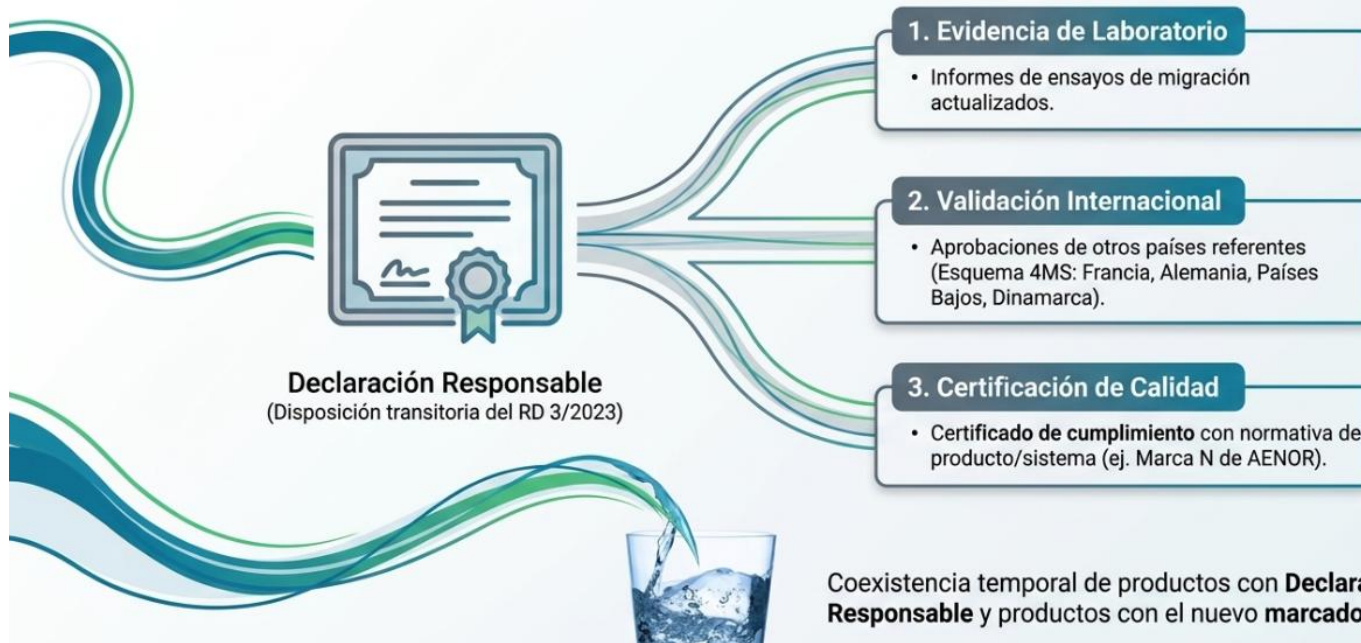 1. Evidencia de Laboratorio
• Informes de ensayos de migración
actualizados.
2. Validación Internacional
• Aprobaciones de otros países referentes
(Esquema 4MS: Francia, Alemania, Países
Bajos, Dinamarca).
Declaración Responsable
(Disposición transitoria del RD 3/2023)
3. Certificación de Calidad
• Certificado de cumplimiento con normativa de
producto/sistema (ej. Marca N de AENOR).
Coexistencia temporal de productos con
Responsable y productos con el nuevo marcado